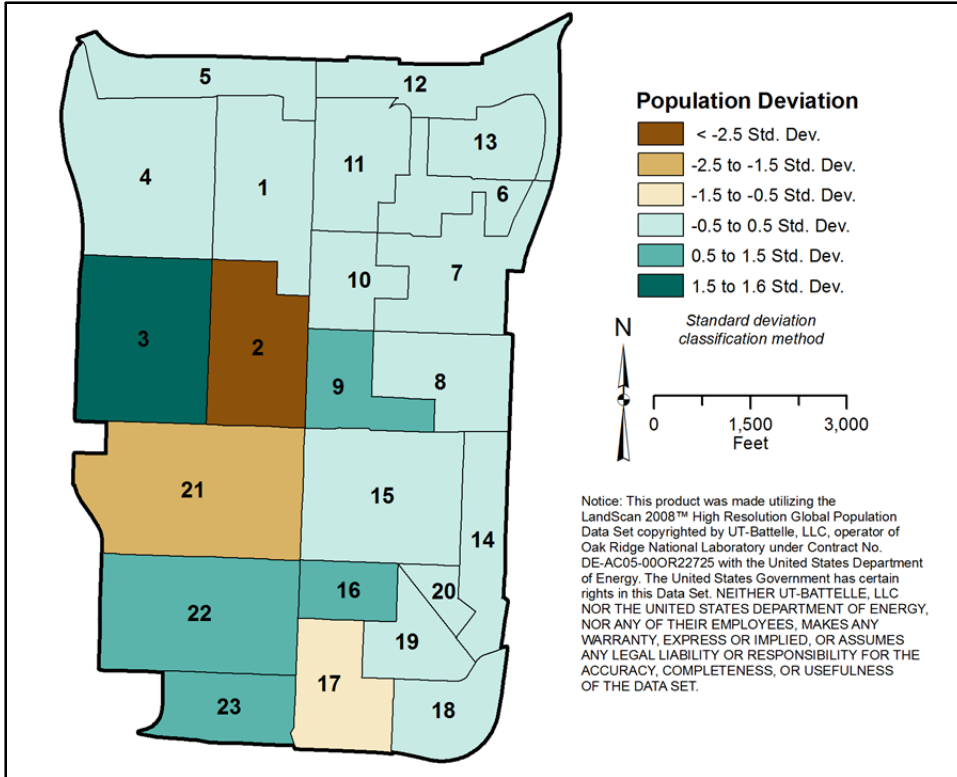 5
12
13
11
4
1
6
7
10
3
2
9
8
21
15
14
16
20
22
19
17
23
18
Population Deviation
< -2.5 Std. Dev.
-2.5 to -1.5 Std. Dev.
-1.5 to -0.5 Std. Dev.
-0.5 to 0.5 Std. Dev.
0.5 to 1.5 Std. Dev.
1.5 to 1.6 Std. Dev.
N
Standard deviation
classification method
0 1,500 3,000
Feet
Notice: This product was made utilizing the
LandScan 2008™ High Resolution Global Population
Data Set copyrighted by UT-Battelle, LLC, operator of
Oak Ridge National Laboratory under Contract No.
DE-AC05-00OR22725 with the United States Department
of Energy. The United States Government has certain
rights in this Data Set. NEITHER UT-BATTELLE, LLC
NOR THE UNITED STATES DEPARTMENT OF ENERGY,
NOR ANY OF THEIR EMPLOYEES, MAKES ANY
WARRANTY, EXPRESS OR IMPLIED, OR ASSUMES
ANY LEGAL LIABILITY OR RESPONSIBILITY FOR THE
ACCURACY, COMPLETENESS, OR USEFULNESS
OF THE DATA SET.